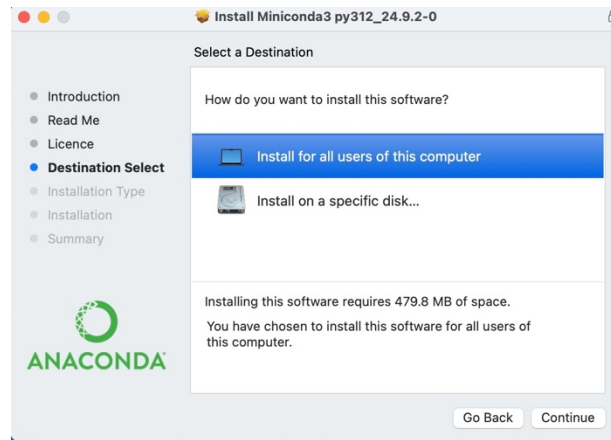 Install Miniconda3 py312_24.9.2-0
Select a Destination
Introduction
Read Me
Licence
Destination Select
Installation Type
Installation
Summary
How do you want to install this software?
Install for all users of this computer
Install on a specific disk...
Installing this software requires 479.8 MB of space.
You have chosen to install this software for all users of
this computer.
ANACONDA
Go Back
Continue